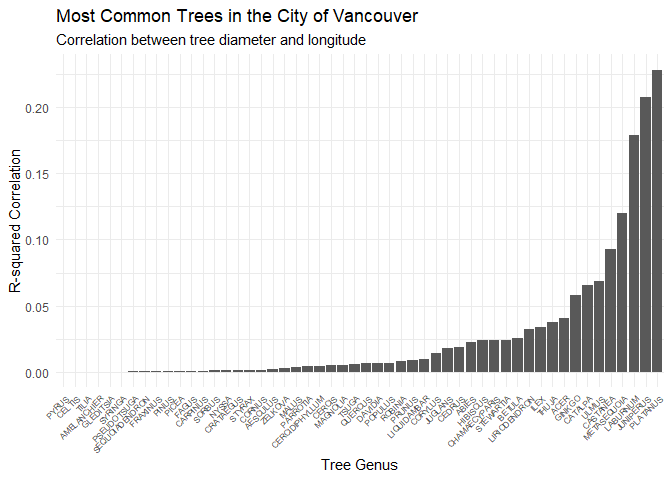 Most Common Trees in the City of Vancouver
Correlation between tree diameter and longitude
R-squared Correlation
0.20
0.15
0.10
0.05
0.00
PYRUS
CELTIS
TILIA
AMELANCHIER
GLEDITSIA
SYRINGA
PSEUDOTSUGA
SEQUOIADENDRON
FRAXINUS
PINUS
PICEA
FAGUS
CARPINUS
SORBUS
NYSSA
CRATAEGUS
STYRAX
CORNUS
AESCULUS
ZELKOVA
MALUS
PARROTIA
CERCIDIPHYLLUM
CERCIS
MAGNOLIA
TSUGA
QUERCUS
DAVIDIA
POPULUS
ROBINIA
PRUNUS
LIQUIDAMBAR
CORYLUS
JUGLANS
CEDRUS
ABIES
HIBISCUS
CHAMAECYPARIS
STEWARTIA
BETULA
LIRIODENDRON
ILEX
THUJA
ACER
GINKGO
CATALPA
ULMUS
CASTANEA
METASEQUOIA
LABURNUM
JUNIPERUS
PLATANUS
Tree Genus